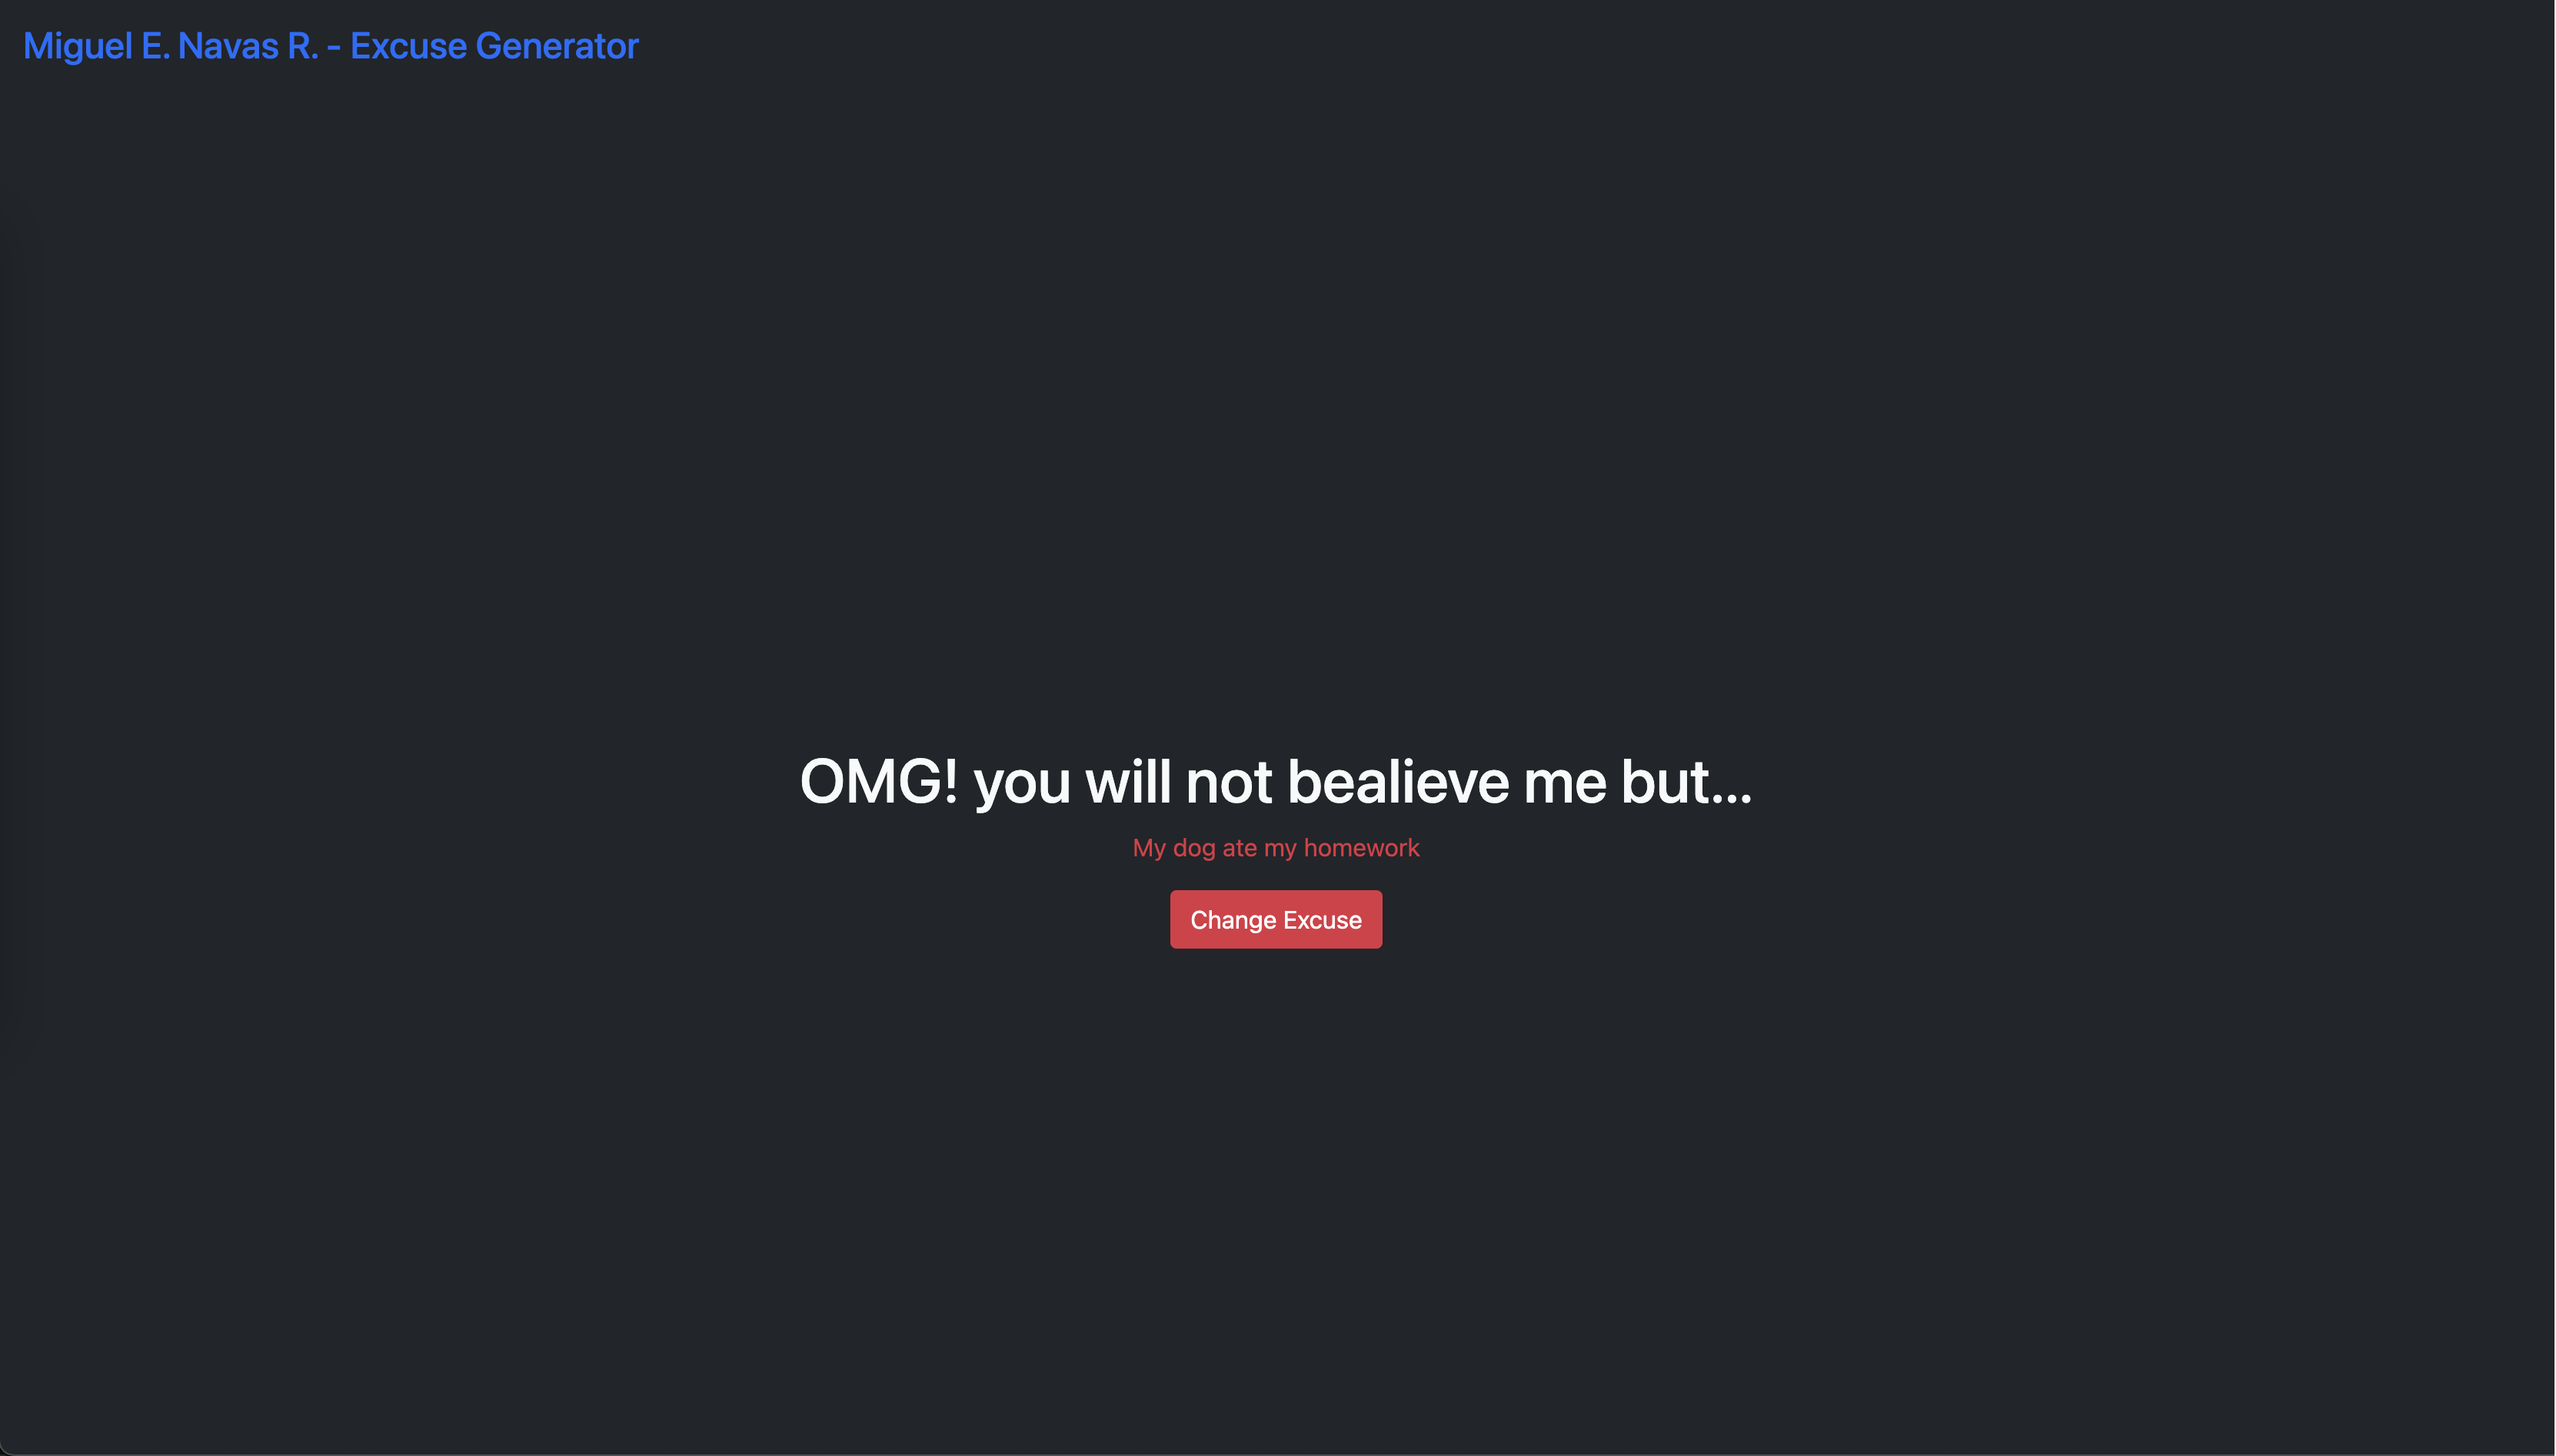 Miguel E. Navas R. - Excuse Generator
OMG! you will not bealieve me but...
My dog ate my homework
Change Excuse